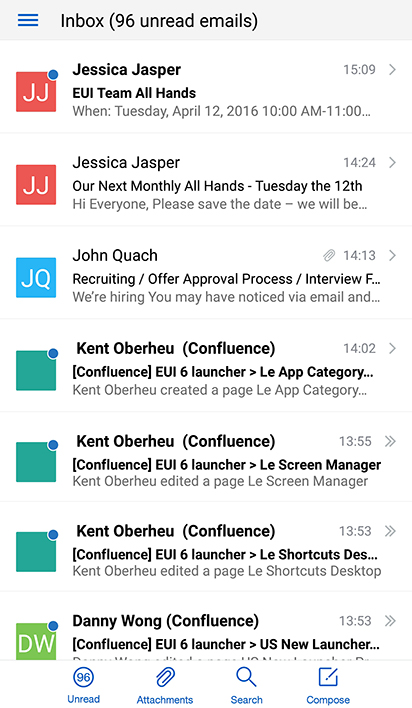 Inbox (96 unread emails)
JJ
Jessica Jasper 15:09
EUI Team All Hands
When: Tuesday, April 12, 2016 10:00 AM-11:00...
JJ
Jessica Jasper 14:24
Our Next Monthly All Hands - Tuesday the 12th
Hi Everyone, Please save the date – we will be...
JQ
John Quach 14:13
Recruiting / Offer Approval Process / Interview F...
We're hiring You may have noticed via email and...
Kent Oberheu (Confluence) 14:02
[Confluence] EUI 6 launcher > Le App Category...
Kent Oberheu created a page Le App Category...
Kent Oberheu (Confluence) 13:55
[Confluence] EUI 6 launcher > Le Screen Manager
Kent Oberheu edited a page Le Screen Manager
Kent Oberheu (Confluence) 13:53
[Confluence] EUI 6 launcher > Le Shortcuts Des...
Kent Oberheu edited a page Le Shortcuts Desktop
DW
Danny Wong (Confluence) 13:53
[Confluence] EUI 6 launcher > US New Launcher...
Danny Wong edited a page US New Launcher
96
Unread Attachments Search Compose